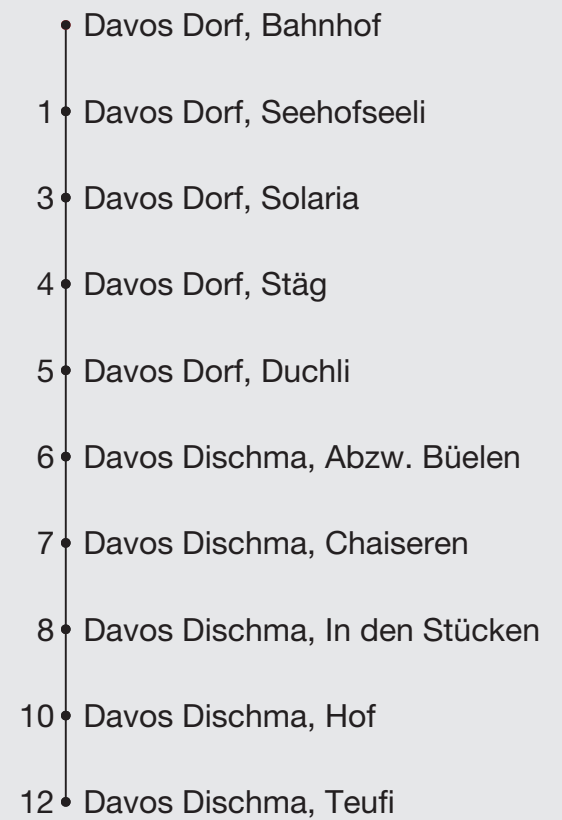 Davos Dorf, Bahnhof
1 Davos Dorf, Seehofseeli
3 Davos Dorf, Solaria
4 Davos Dorf, Stäg
5 Davos Dorf, Duchli
6 Davos Dischma, Abzw. Büelen
7 Davos Dischma, Chaiseren
8 Davos Dischma, In den Stücken
10 Davos Dischma, Hof
12 Davos Dischma, Teufi